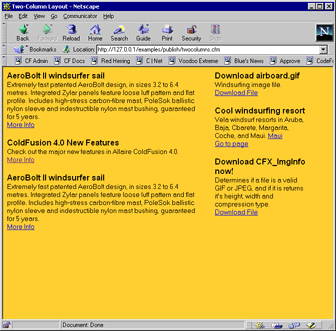 Two-Column Layout - Netscape
File Edit View Go Communicator Help
Back Forward Reload Home Search Guide Print Security Stop
Bookmarks Location: http://127.0.0.1/examples/publish/twocolumns.cfm
CF Admin CF Docs Red Herring C | Net Voodoo Extreme Blue's News Approve CodeF
AeroBolt II windsurfer sail
Extremely fast patented AeroBolt design, in sizes 3.2 to 6.4
metres. Integrated Zylar panels feature loose luff pattern and flat
profile. Includes high-stress carbon-fibre mast, PoleSok ballistic
nylon sleeve and indestructible nylon mast bushing. guaranteed
for 5 years.
More Info
ColdFusion 4.0 New Features
Check out the major new features in Allaire ColdFusion 4.0.
More Info
AeroBolt II windsurfer sail
Extremely fast patented AeroBolt design, in sizes 3.2 to 6.4
metres. Integrated Zylar panels feature loose luff pattern and flat
profile. Includes high-stress carbon-fibre mast, PoleSok ballistic
nylon sleeve and indestructible nylon mast bushing. guaranteed
for 5 years.
More Info
Download airboard.gif
Windsurfing image file.
Download File
Cool windsurfing resort
Vela windsurf resorts in Aruba,
Baja, Cbarete, Margarita,
Coche, and Maui. Maui
Go to page
Download CFX_ImgInfo
now!
Determines if a file is a valid
GIF or JPEG, and if it is returns
it's height, width and
compression type.
Download File
Document: Done